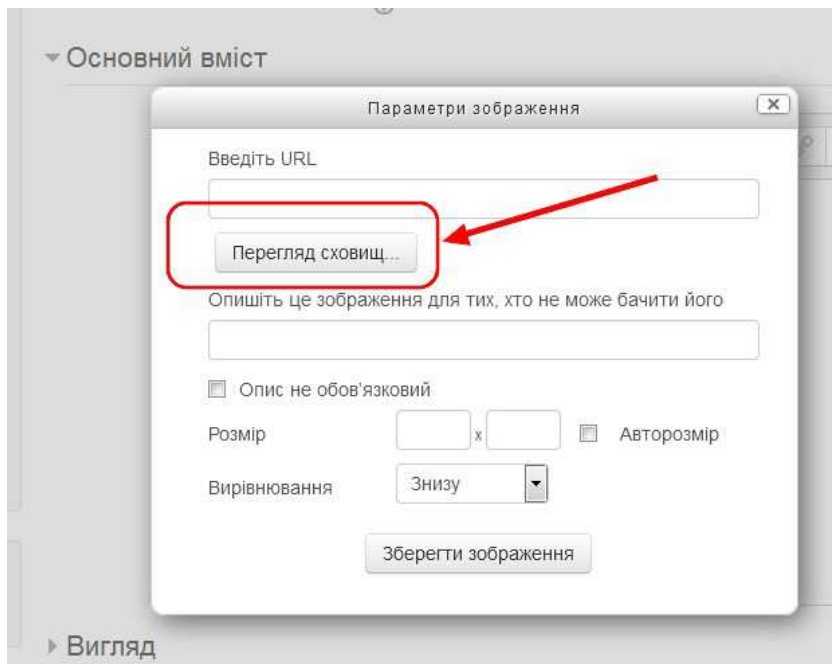 Основний вміст
Параметри зображення
Введіть URL
Перегляд сховищ...
Опишіть це зображення для тих, хто не може бачити його
Опис не обов'язковий
Розмір x Авторозмір
Вирівнювання Знизу
Зберегти зображення
Вигляд